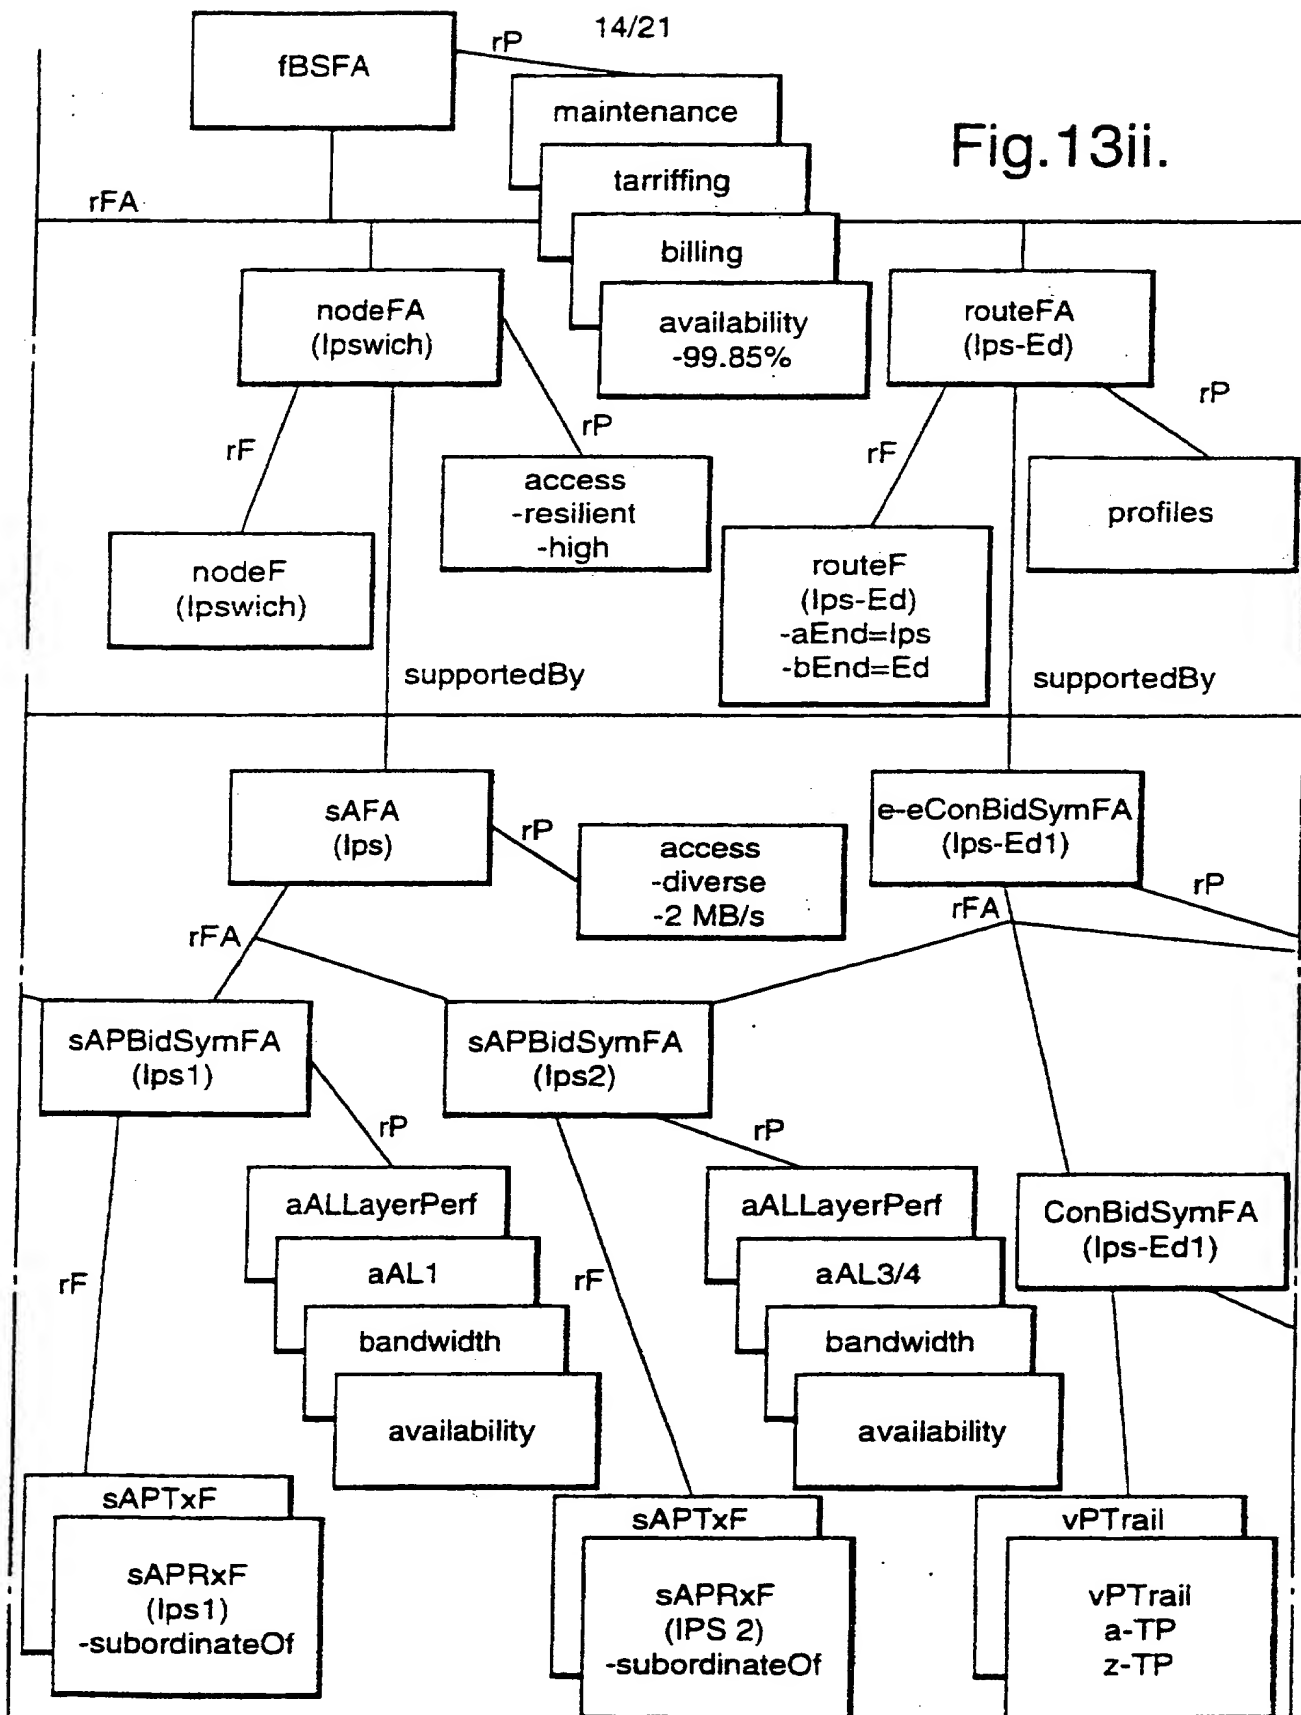 14/21
fBSFA
rP
maintenance
Fig.13ii.
tarriffing
rFA
billing
nodeFA
(Ipswich)
availability
-99.85%
routeFA
(Ips-Ed)
rP
rF
rP
rF
access
-resilient
-high
profiles
nodeF
(Ipswich)
routeF
(Ips-Ed)
-aEnd=Ips
-bEnd=Ed
supportedBy
supportedBy
sAFA
(Ips)
rP
access
-diverse
-2 MB/s
e-eConBidSymFA
(Ips-Ed1)
rP
rFA
rFA
sAPBidSymFA
(Ips1)
sAPBidSymFA
(Ips2)
rP
rP
aALLayerPerf
aALLayerPerf
ConBidSymFA
(Ips-Ed1)
rF
aAL1
rF
aAL3/4
bandwidth
bandwidth
availability
availability
sAPTxF
sAPTxF
vPTrail
sAPRxF
(Ips1)
-subordinateOf
sAPRxF
(IPS 2)
-subordinateOf
vPTrail
a-TP
z-TP